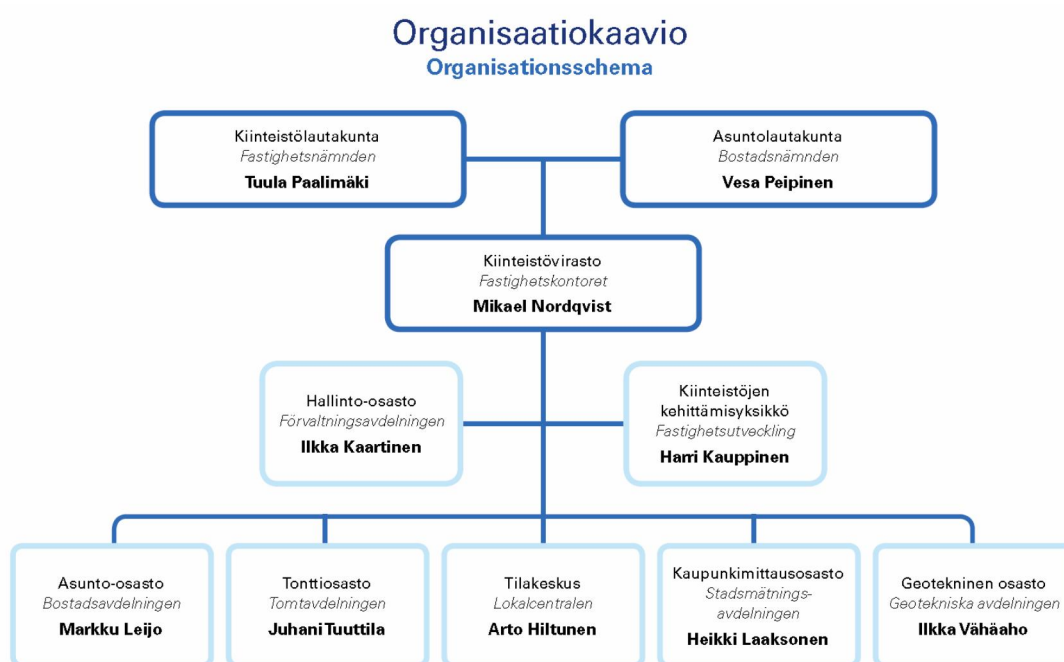 Organisaatiokaavio
Organisationsschema
Kiinteistölautakunta
Fastighetsnämnden
Tuula Paalimäki
Asuntolautakunta
Bostadsnämnden
Vesa Peipinen
Kiinteistövirasto
Fastighetskontoret
Mikael Nordqvist
Hallinto-osasto
Förvaltningsavdelningen
Ilkka Kaartinen
Kiinteistöjen
kehittämisyksikkö
Fastighetsutveckling
Harri Kauppinen
Asunto-osasto
Bostadsavdelningen
Markku Leijo
Tonttiosasto
Tomtavdelningen
Juhani Tuuttila
Tilakeskus
Lokalcentralen
Arto Hiltunen
Kaupunkimittausosasto
Stadsmätnings-
avdelningen
Heikki Laaksonen
Geotekninen osasto
Geotekniska avdelningen
Ilkka Vähäaho